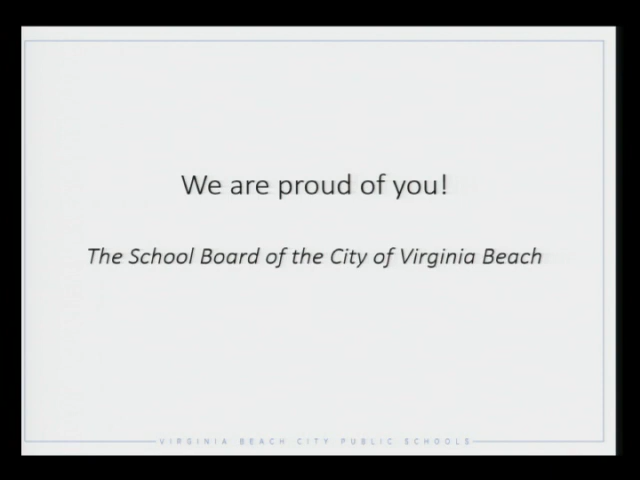 We are proud of you!
The School Board of the City of Virginia Beach
VIRGINIA BEACH CITY PUBLIC SCHOOLS